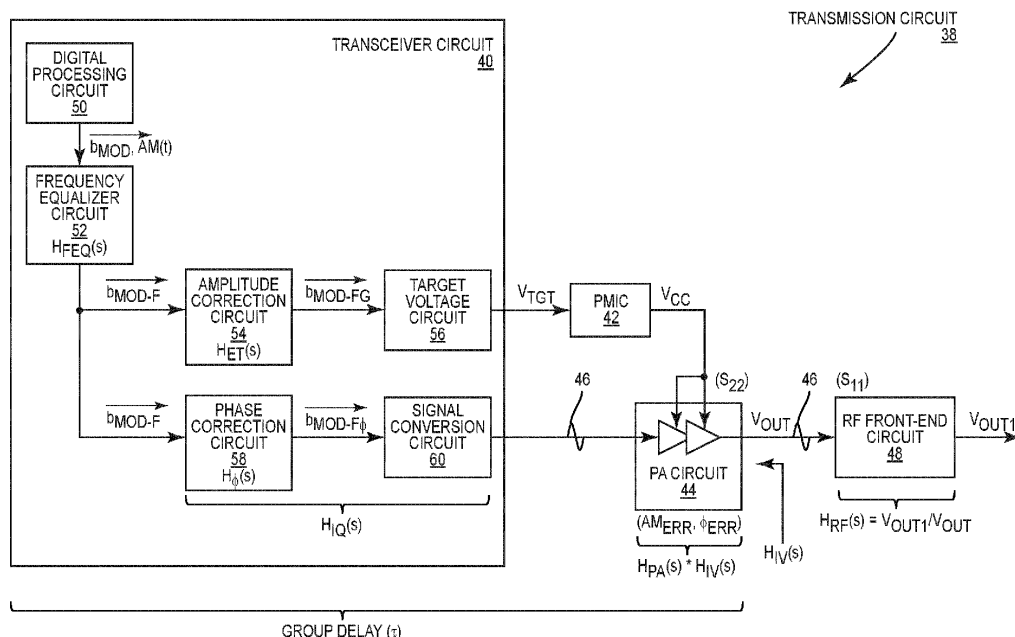 TRANSMISSION CIRCUIT
38
TRANSCEIVER CIRCUIT
40
DIGITAL
PROCESSING
CIRCUIT
50
bMOD, AM(t)
FREQUENCY
EQUALIZER
CIRCUIT
52
HFEQ(s)
bMOD-F
AMPLITUDE
CORRECTION
CIRCUIT
54
HET(s)
bMOD-FG
TARGET
VOLTAGE
CIRCUIT
56
VTGT
PMIC
42
VCC
bMOD-F
PHASE
CORRECTION
CIRCUIT
58
Hϕ(s)
bMOD-Fϕ
SIGNAL
CONVERSION
CIRCUIT
60
HIQ(s)
46
(S22)
PA CIRCUIT
44
VOUT
46
(S11)
RF FRONT-END
CIRCUIT
48
VOUT1
(AMERR, ϕERR)
HPA(s) * HIV(s)
HIV(s)
HRF(s) = VOUT1/VOUT
GROUP DELAY (τ)